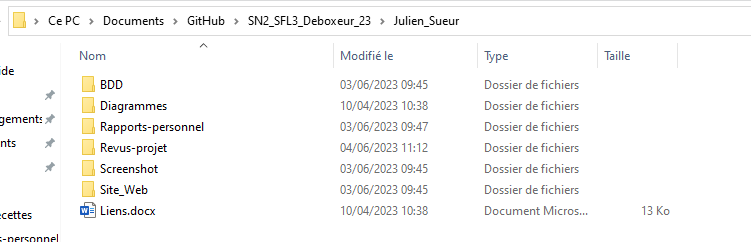 Ce PC > Documents > GitHub > SN2_SFL3_Deboxeur_23 > Julien_Sueur
Nom Modifié le Type Taille
BDD 03/06/2023 09:45 Dossier de fichiers
Diagrammes 10/04/2023 10:38 Dossier de fichiers
Rapports-personnel 03/06/2023 09:47 Dossier de fichiers
Revus-projet 04/06/2023 11:12 Dossier de fichiers
Screenshot 03/06/2023 09:45 Dossier de fichiers
Site_Web 03/06/2023 09:45 Dossier de fichiers
Liens.docx 10/04/2023 10:38 Document Micros... 13 Ko
ide
gements
nts
ecettes
s-personnel